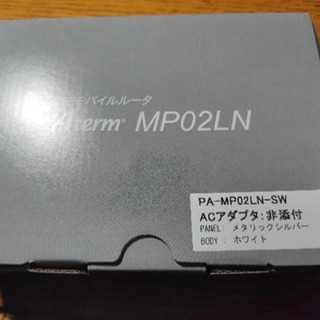 モバイルルータ
Aterm® MP02LN
PA-MP02LN-SW
ACアダプタ:非添付
PANEL: メタリックシルバー
BODY : ホワイト